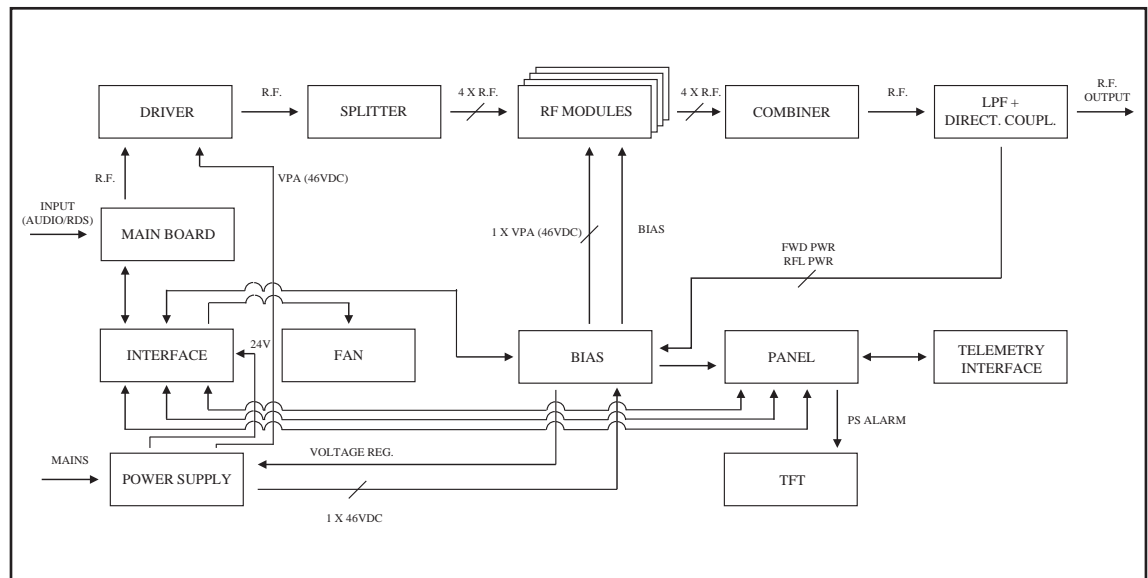 R.F.
OUTPUT
DRIVER
R.F.
SPLITTER
4 X R.F.
RF MODULES
4 X R.F.
COMBINER
R.F.
LPF +
DIRECT. COUPL.
R.F.
VPA (46VDC)
INPUT
(AUDIO/RDS)
MAIN BOARD
1 X VPA (46VDC)
BIAS
FWD PWR
RFL PWR
INTERFACE
24V
FAN
BIAS
PANEL
TELEMETRY
INTERFACE
PS ALARM
MAINS
POWER SUPPLY
VOLTAGE REG.
1 X 46VDC
TFT